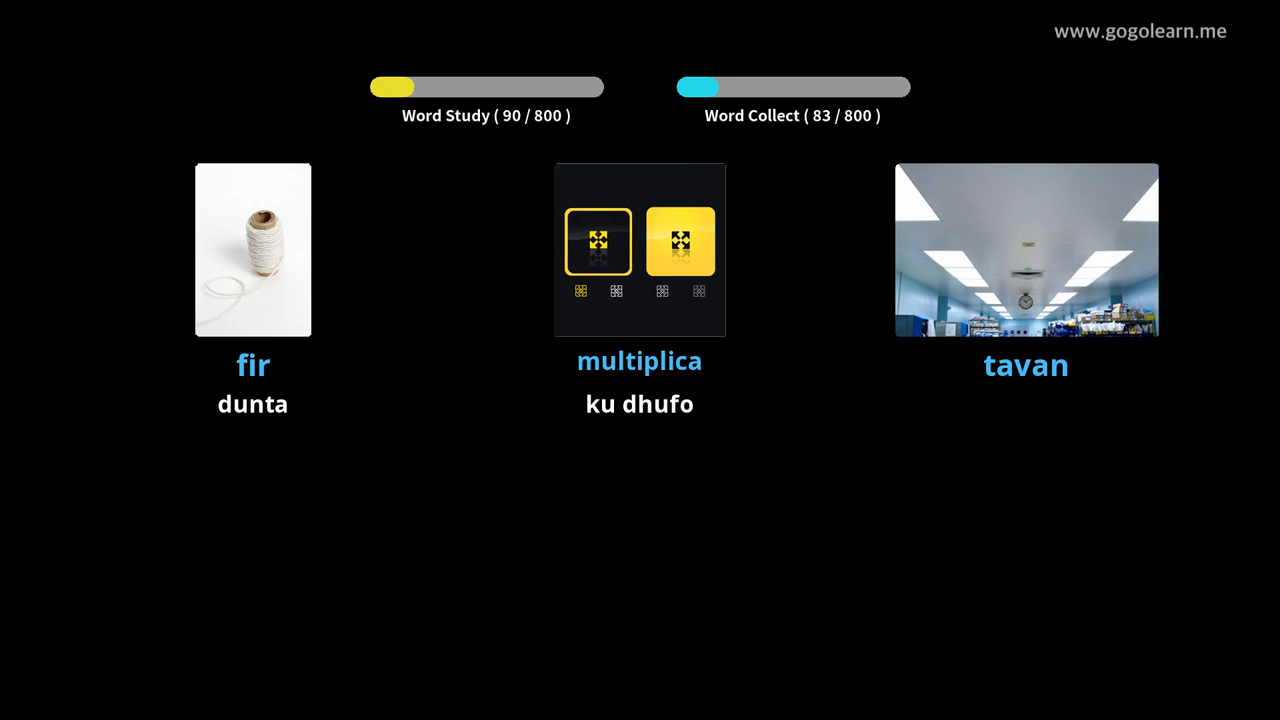 www.gogolearn.me
Word Study ( 90 / 800 )
Word Collect ( 83 / 800 )
fir
dunta
multiplica
ku dhufo
tavan